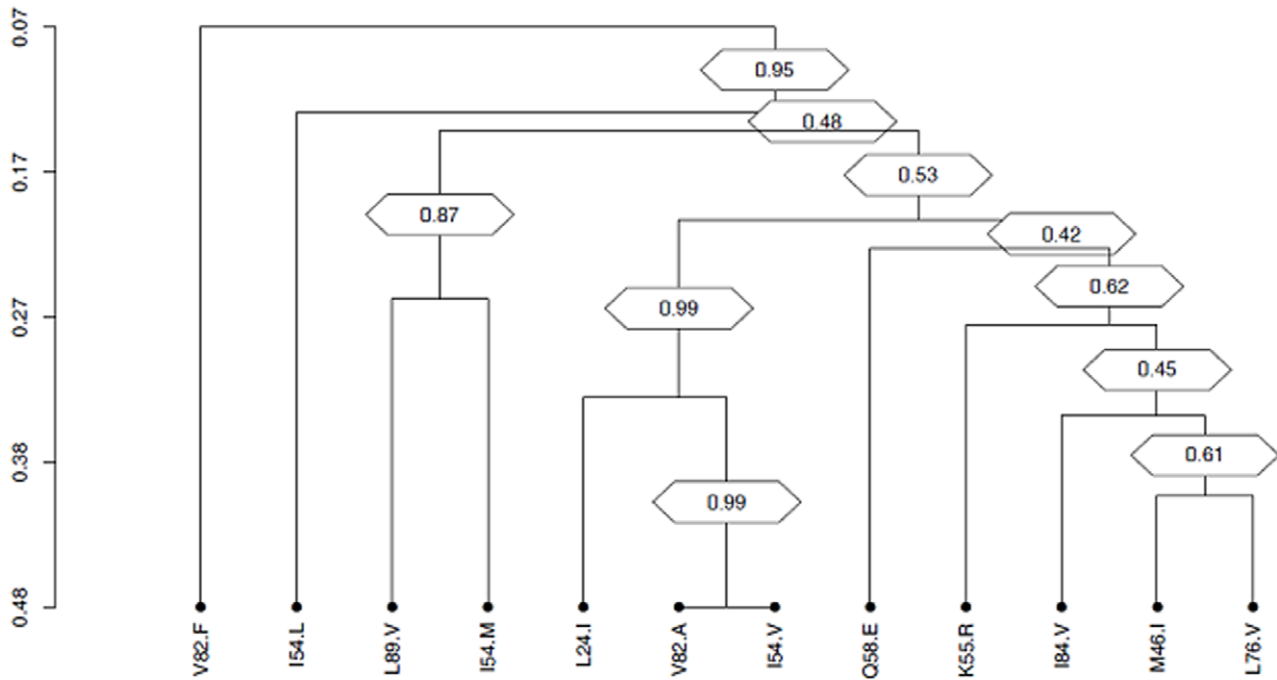 0.07
0.95
0.48
0.17
0.53
0.87
0.42
0.62
0.27
0.99
0.45
0.38
0.61
0.99
0.48
V82.F
I54.L
L89.V
I54.M
L24.I
V82.A
I54.V
Q58.E
K55.R
I84.V
M46.I
L76.V